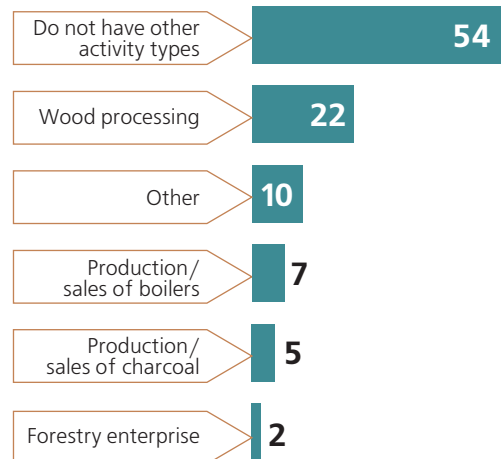 Do not have other
activity types
54
Wood processing
22
Other
10
Production/
sales of boilers
7
Production/
sales of charcoal
5
Forestry enterprise
2